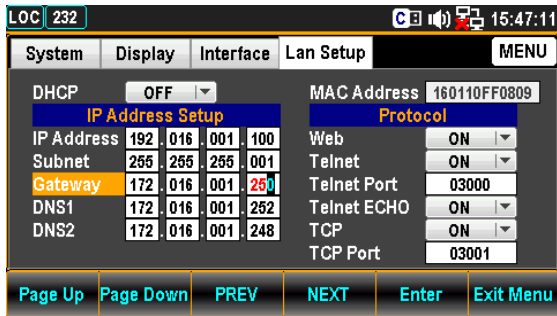 LOC 232 C 15:47:11
System Display Interface Lan Setup MENU
DHCP OFF
IP Address Setup
IP Address 192 . 016 . 001 . 100
Subnet 255 . 255 . 255 . 001
Gateway 172 . 016 . 001 . 250
DNS1 172 . 016 . 001 . 252
DNS2 172 . 016 . 001 . 248
MAC Address 160110FF0809
Protocol
Web ON
Telnet ON
Telnet Port 03000
Telnet ECHO ON
TCP ON
TCP Port 03001
Page Up Page Down PREV NEXT Enter Exit Menu